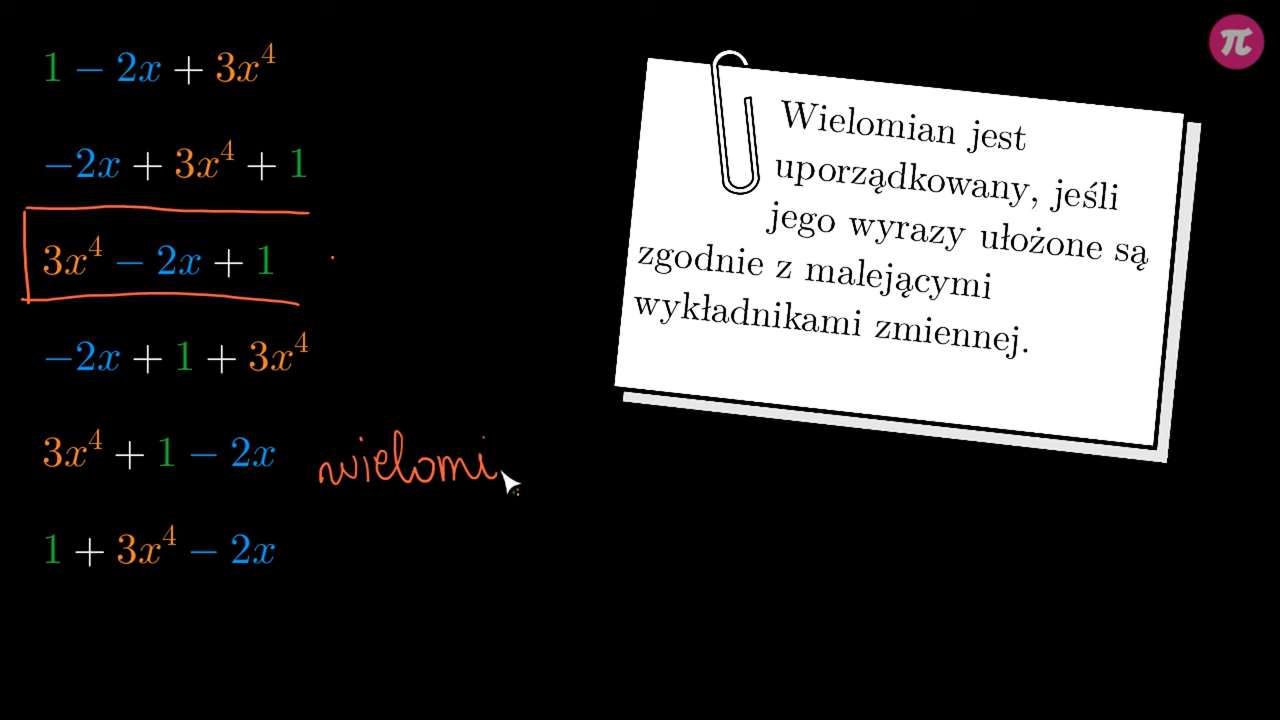 1 − 2x + 3x⁴
−2x + 3x⁴ + 1
3x⁴ − 2x + 1
−2x + 1 + 3x⁴
3x⁴ + 1 − 2x
wielomi
1 + 3x⁴ − 2x
Wielomian jest
uporządkowany, jeśli
jego wyrazy ułożone są
zgodnie z malejącymi
wykładnikami zmiennej.
π